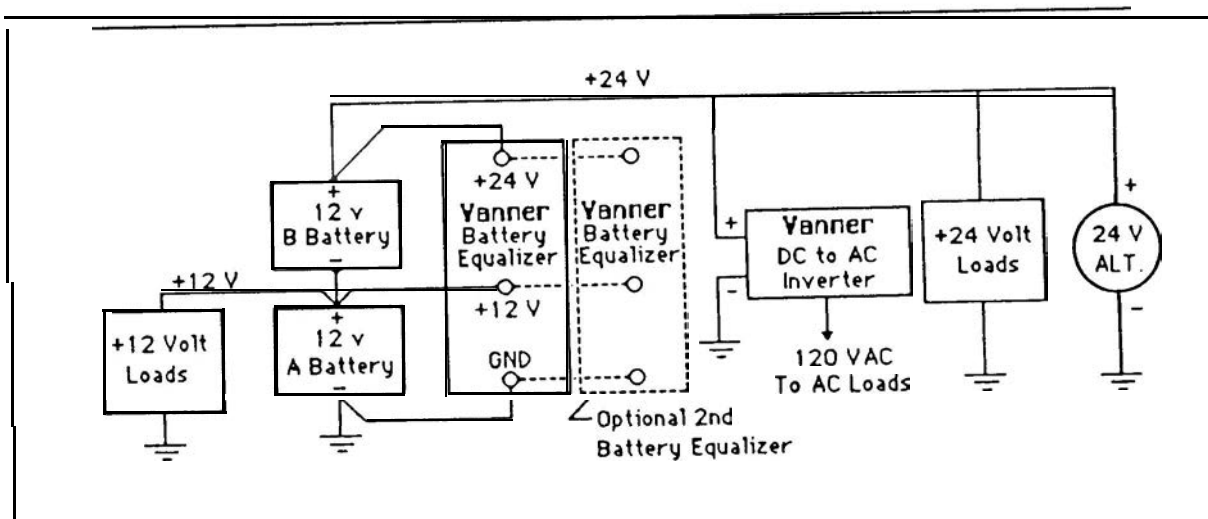 +24 V
+
12 v
B Battery
-
+12 V
+
12 v
A Battery
-
+12 Volt
Loads
+24 V
Vanner
Battery
Equalizer
+12 V
GND
Vanner
Battery
Equalizer
Optional 2nd
Battery Equalizer
+
-
Vanner
DC to AC
Inverter
120 VAC
To AC Loads
+24 Volt
Loads
+
24 V
ALT.
-